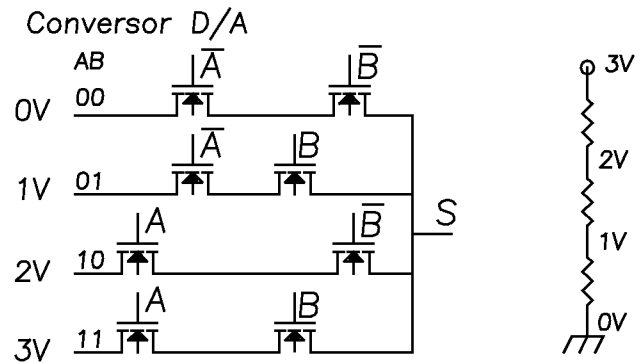 Conversor D/A
AB
0V 00 A̅ B̅
1V 01 A̅ B
2V 10 A B̅
3V 11 A B
S
3V
2V
1V
0V